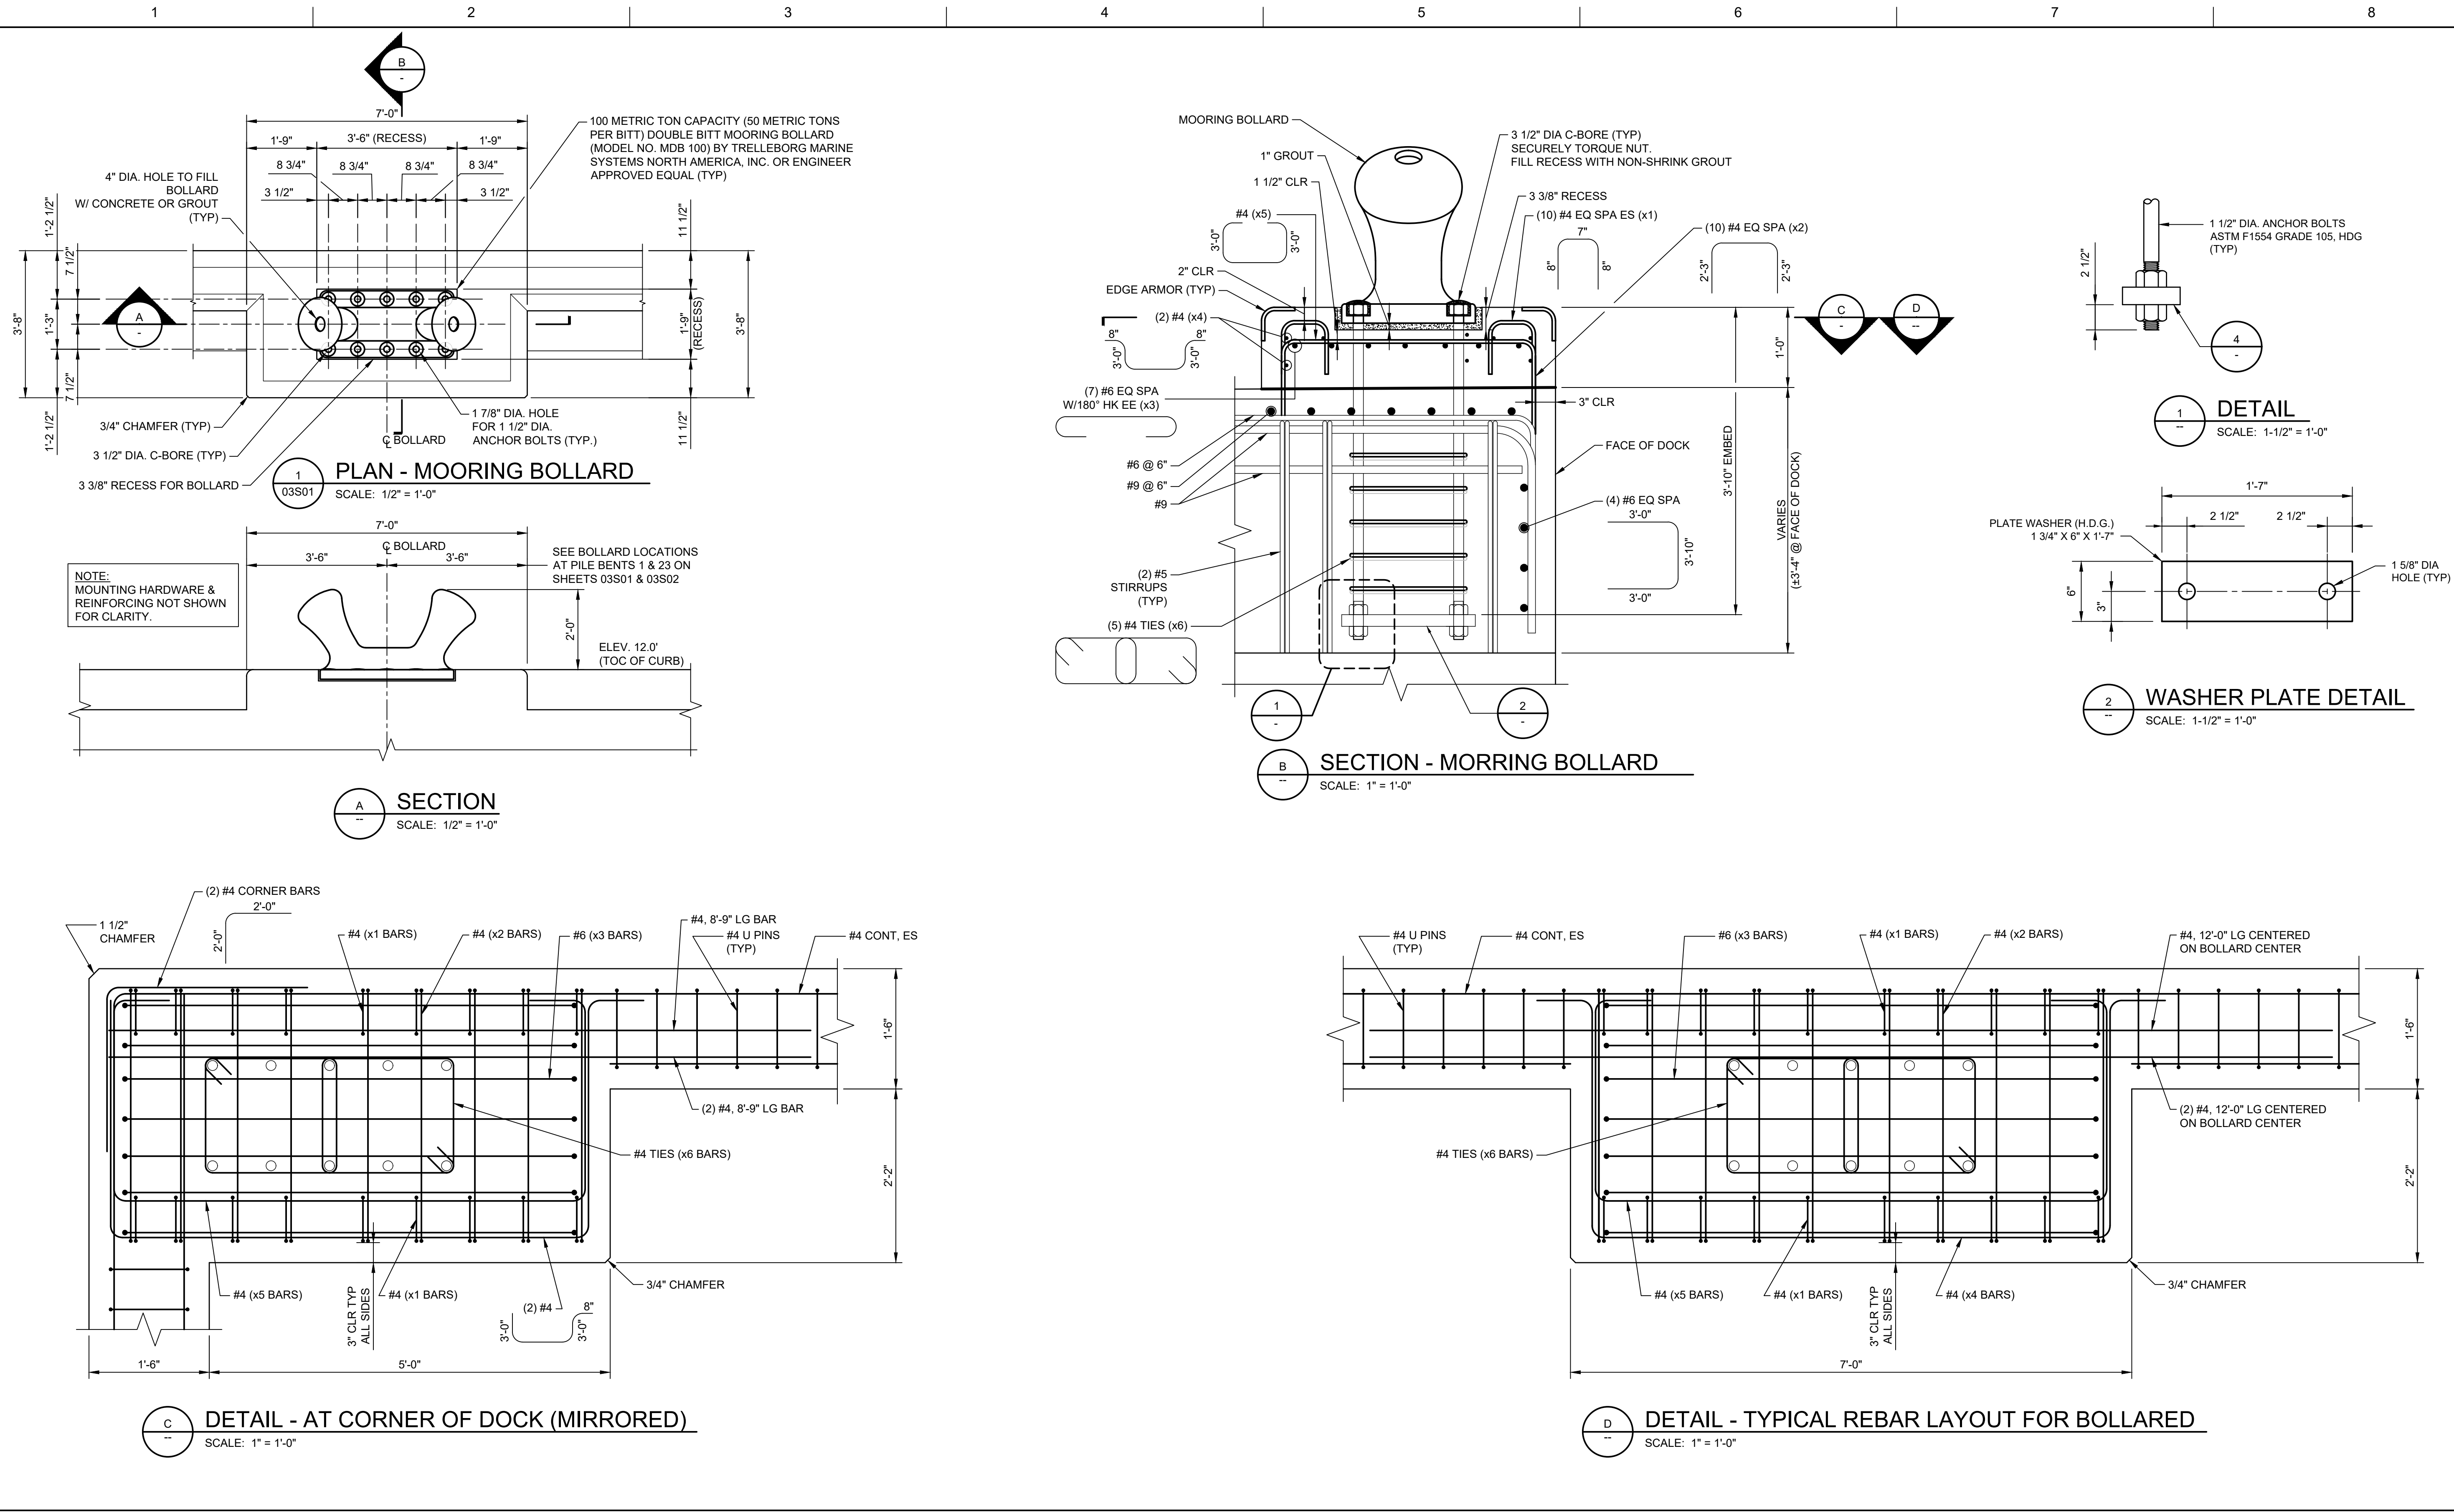 1
2
3
4
5
6
7
8
B
-
7'-0"
1'-9"
3'-6" (RECESS)
1'-9"
8 3/4"
8 3/4"
8 3/4"
8 3/4"
3 1/2"
3 1/2"
100 METRIC TON CAPACITY (50 METRIC TONS
PER BITT) DOUBLE BITT MOORING BOLLARD
(MODEL NO. MDB 100) BY TRELLEBORG MARINE
SYSTEMS NORTH AMERICA, INC. OR ENGINEER
APPROVED EQUAL (TYP)
4" DIA. HOLE TO FILL
BOLLARD
W/ CONCRETE OR GROUT
(TYP)
1'-2 1/2"
7 1/2"
3'-8"
1'-3"
7 1/2"
1'-2 1/2"
11 1/2"
1'-9"
(RECESS)
3'-8"
11 1/2"
A
-
3/4" CHAMFER (TYP)
3 1/2" DIA. C-BORE (TYP)
3 3/8" RECESS FOR BOLLARD
℄ BOLLARD
1 7/8" DIA. HOLE
FOR 1 1/2" DIA.
ANCHOR BOLTS (TYP.)
1
03S01
PLAN - MOORING BOLLARD
SCALE: 1/2" = 1'-0"
7'-0"
3'-6"
℄ BOLLARD
3'-6"
SEE BOLLARD LOCATIONS
AT PILE BENTS 1 & 23 ON
SHEETS 03S01 & 03S02
NOTE:
MOUNTING HARDWARE &
REINFORCING NOT SHOWN
FOR CLARITY.
2'-0"
ELEV. 12.0'
(TOC OF CURB)
A
--
SECTION
SCALE: 1/2" = 1'-0"
MOORING BOLLARD
1" GROUT
1 1/2" CLR
#4 (x5)
3'-0"
3'-0"
2" CLR
EDGE ARMOR (TYP)
(2) #4 (x4)
8"
8"
3'-0"
3'-0"
(7) #6 EQ SPA
W/180° HK EE (x3)
#6 @ 6"
#9 @ 6"
#9
(2) #5
STIRRUPS
(TYP)
(5) #4 TIES (x6)
3 1/2" DIA C-BORE (TYP)
SECURELY TORQUE NUT.
FILL RECESS WITH NON-SHRINK GROUT
3 3/8" RECESS
(10) #4 EQ SPA ES (x1)
7"
8"
8"
(10) #4 EQ SPA (x2)
2'-3"
2'-3"
C
-
D
--
1'-0"
3" CLR
FACE OF DOCK
3'-10" EMBED
VARIES
(±3'-4" @ FACE OF DOCK)
(4) #6 EQ SPA
3'-0"
3'-10"
3'-0"
1
-
2
-
B
--
SECTION - MORRING BOLLARD
SCALE: 1" = 1'-0"
1 1/2" DIA. ANCHOR BOLTS
ASTM F1554 GRADE 105, HDG
(TYP)
2 1/2"
4
-
1
--
DETAIL
SCALE: 1-1/2" = 1'-0"
1'-7"
PLATE WASHER (H.D.G.)
1 3/4" X 6" X 1'-7"
2 1/2"
2 1/2"
1 5/8" DIA
HOLE (TYP)
6"
3"
2
--
WASHER PLATE DETAIL
SCALE: 1-1/2" = 1'-0"
(2) #4 CORNER BARS
2'-0"
2'-0"
1 1/2"
CHAMFER
#4 (x1 BARS)
#4 (x2 BARS)
#6 (x3 BARS)
#4, 8'-9" LG BAR
#4 U PINS
(TYP)
#4 CONT, ES
1'-6"
(2) #4, 8'-9" LG BAR
#4 TIES (x6 BARS)
2'-2"
3/4" CHAMFER
#4 (x5 BARS)
3" CLR TYP
ALL SIDES
#4 (x1 BARS)
(2) #4
8"
3'-0"
3'-0"
1'-6"
5'-0"
C
--
DETAIL - AT CORNER OF DOCK (MIRRORED)
SCALE: 1" = 1'-0"
#4 U PINS
(TYP)
#4 CONT, ES
#6 (x3 BARS)
#4 (x1 BARS)
#4 (x2 BARS)
#4, 12'-0" LG CENTERED
ON BOLLARD CENTER
1'-6"
(2) #4, 12'-0" LG CENTERED
ON BOLLARD CENTER
#4 TIES (x6 BARS)
2'-2"
3/4" CHAMFER
#4 (x5 BARS)
#4 (x1 BARS)
3" CLR TYP
ALL SIDES
#4 (x4 BARS)
7'-0"
D
--
DETAIL - TYPICAL REBAR LAYOUT FOR BOLLARED
SCALE: 1" = 1'-0"